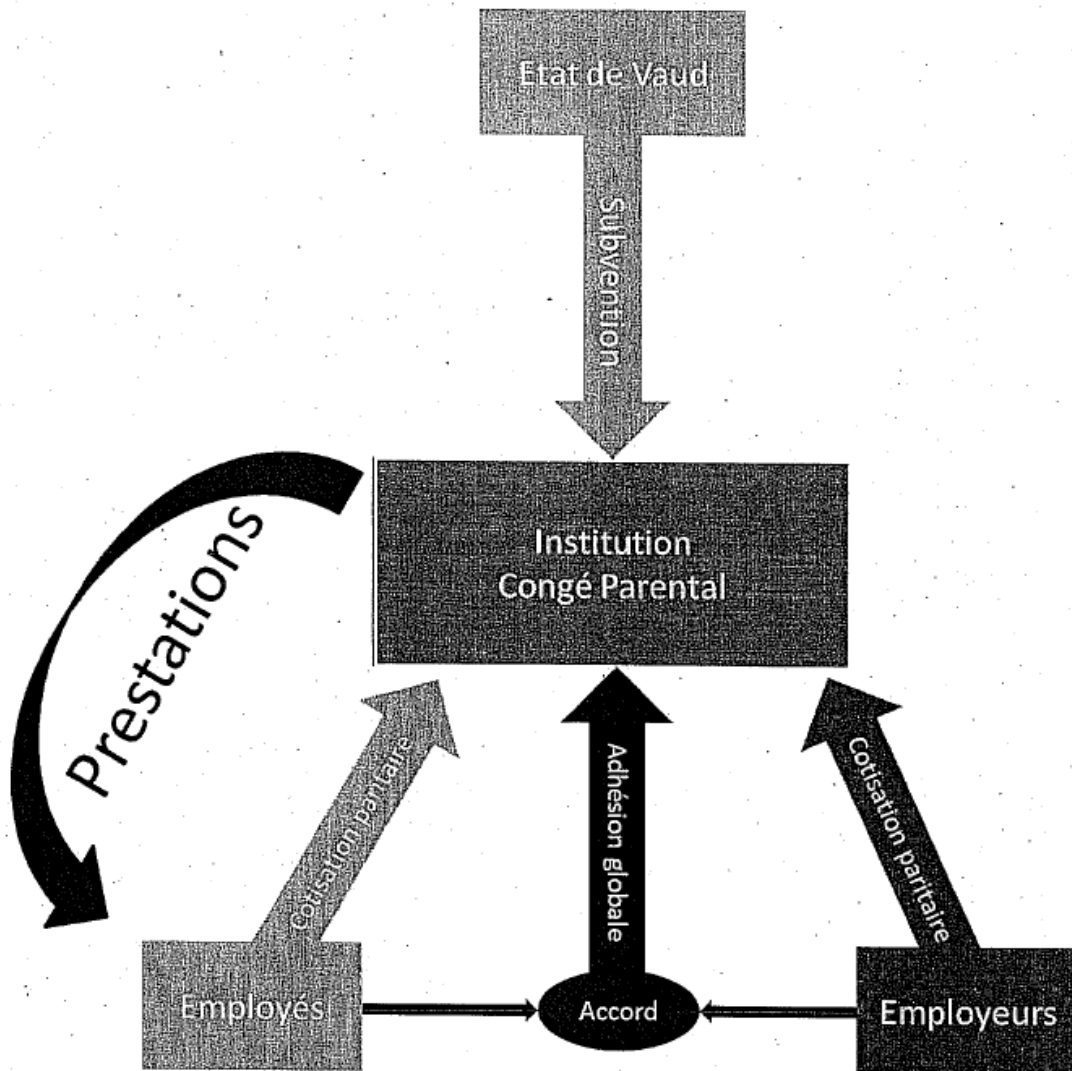 Etat de Vaud
Subvention
Institution
Congé Parental
Prestations
Cotisation paritaire
Adhésion globale
Cotisation paritaire
Employés
Accord
Employeurs